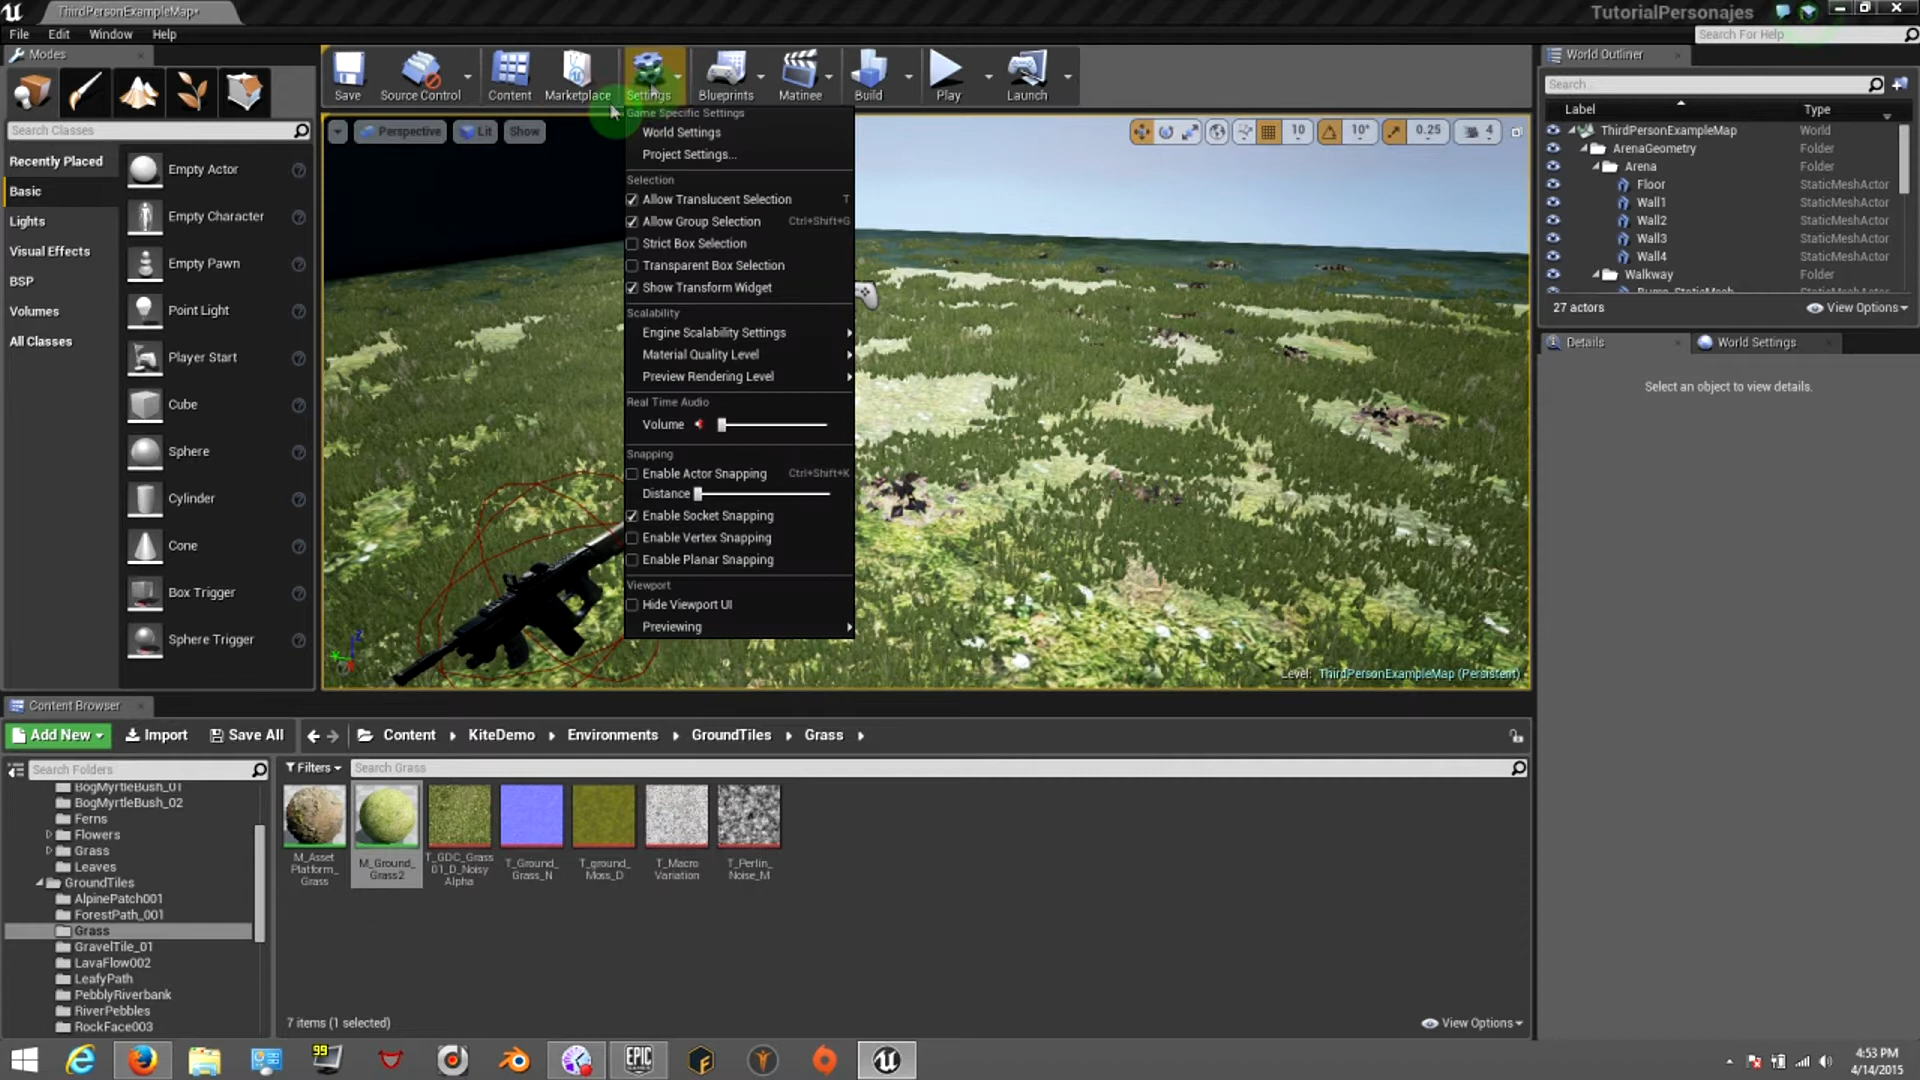 ThirdPersonExampleMap*
TutorialPersonajes
File Edit Window Help
Search For Help
Modes
Save
Source Control
Content
Marketplace
Settings
Blueprints
Matinee
Build
Play
Launch
World Outliner
Search
Label Type
ThirdPersonExampleMap World
ArenaGeometry Folder
Arena Folder
Floor StaticMeshActor
Wall1 StaticMeshActor
Wall2 StaticMeshActor
Wall3 StaticMeshActor
Wall4 StaticMeshActor
Walkway Folder
27 actors
View Options
Details
World Settings
Select an object to view details.
Search Classes
Recently Placed
Basic
Lights
Visual Effects
BSP
Volumes
All Classes
Empty Actor
Empty Character
Empty Pawn
Point Light
Player Start
Cube
Sphere
Cylinder
Cone
Box Trigger
Sphere Trigger
Perspective
Lit
Show
10
10°
0.25
4
Game Specific Settings
World Settings
Project Settings...
Selection
Allow Translucent Selection T
Allow Group Selection Ctrl+Shift+G
Strict Box Selection
Transparent Box Selection
Show Transform Widget
Scalability
Engine Scalability Settings
Material Quality Level
Preview Rendering Level
Real Time Audio
Volume
Snapping
Enable Actor Snapping Ctrl+Shift+K
Distance
Enable Socket Snapping
Enable Vertex Snapping
Enable Planar Snapping
Viewport
Hide Viewport UI
Previewing
Level: ThirdPersonExampleMap (Persistent)
Content Browser
Add New
Import
Save All
Content KiteDemo Environments GroundTiles Grass
Search Folders
Filters
Search Grass
BogMyrtleBush_01
BogMyrtleBush_02
Ferns
Flowers
Grass
Leaves
GroundTiles
AlpinePatch001
ForestPath_001
Grass
GravelTile_01
LavaFlow002
LeafyPath
PebblyRiverbank
RiverPebbles
RockFace003
M_Asset
Platform_
Grass
M_Ground_
Grass2
T_GDC_Grass
01_D_Noisy
Alpha
T_Ground_
Grass_N
T_ground_
Moss_D
T_Macro
Variation
T_Perlin_
Noise_M
7 items (1 selected)
View Options
99
EPIC
GAMES
4:53 PM
4/14/2015